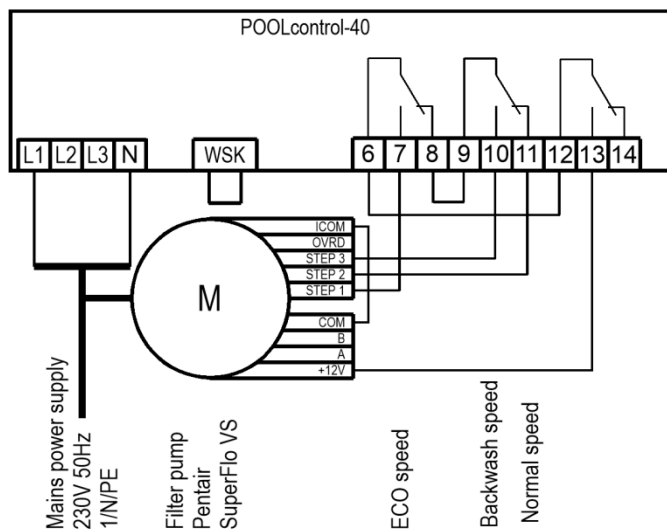 POOLcontrol-40
L1 L2 L3 N
WSK
6 7 8 9 10 11 12 13 14
ICOM
OVRD
STEP 3
STEP 2
STEP 1
M
COM
B
A
+12V
Mains power supply
230V 50Hz
1/N/PE
Filter pump
Pentair
SuperFlo VS
ECO speed
Backwash speed
Normal speed